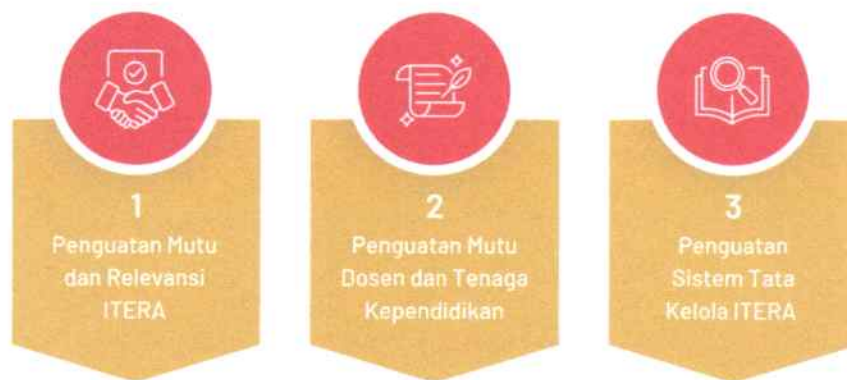 1
Penguatan Mutu
dan Relevansi
ITERA
2
Penguatan Mutu
Dosen dan Tenaga
Kependidikan
3
Penguatan
Sistem Tata
Kelola ITERA